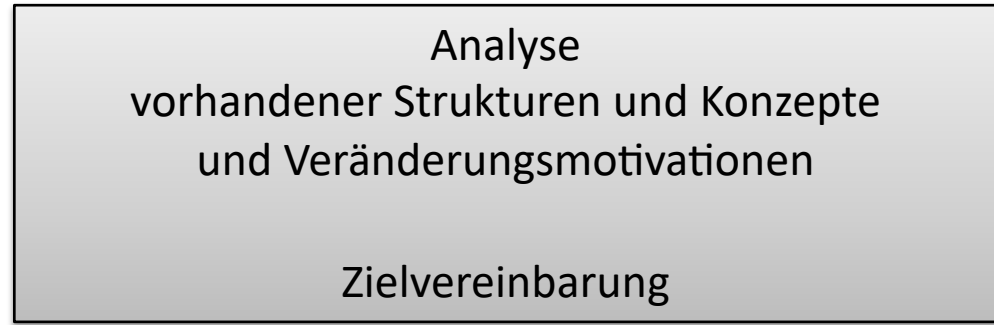 Analyse
vorhandener Strukturen und Konzepte
und Veränderungsmotivationen
Zielvereinbarung